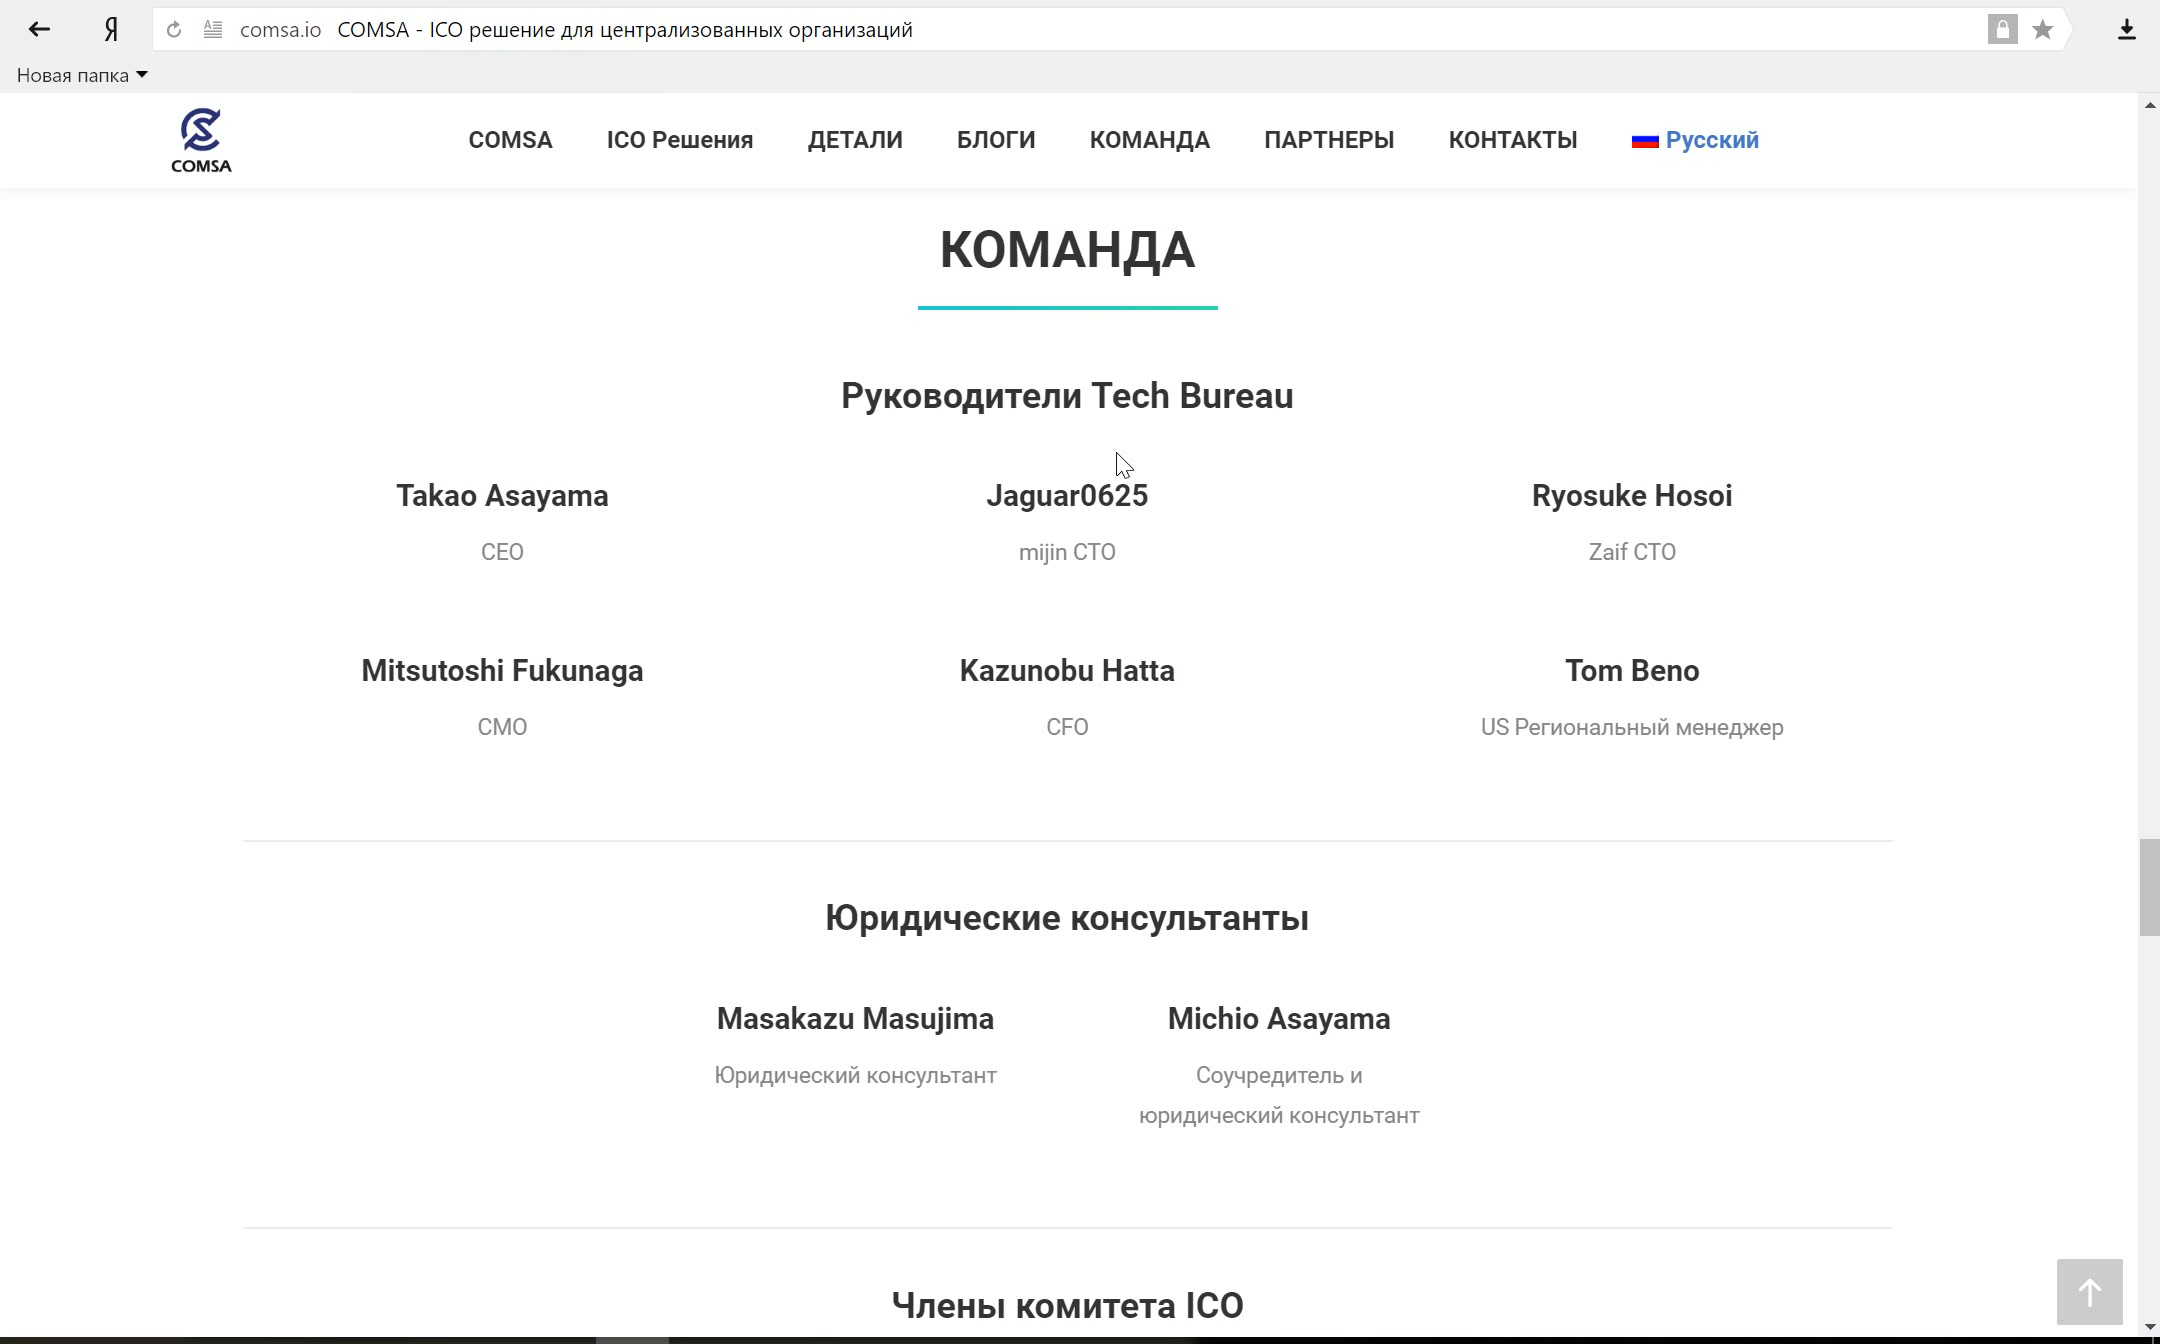 Я
comsa.io COMSA - ICO решение для централизованных организаций
Новая папка
COMSA
COMSA ICO Решения ДЕТАЛИ БЛОГИ КОМАНДА ПАРТНЕРЫ КОНТАКТЫ Русский
КОМАНДА
Руководители Tech Bureau
Takao Asayama Jaguar0625 Ryosuke Hosoi
CEO mijin CTO Zaif CTO
Mitsutoshi Fukunaga Kazunobu Hatta Tom Beno
CMO CFO US Региональный менеджер
Юридические консультанты
Masakazu Masujima Michio Asayama
Юридический консультант Соучредитель и
юридический консультант
Члены комитета ICO